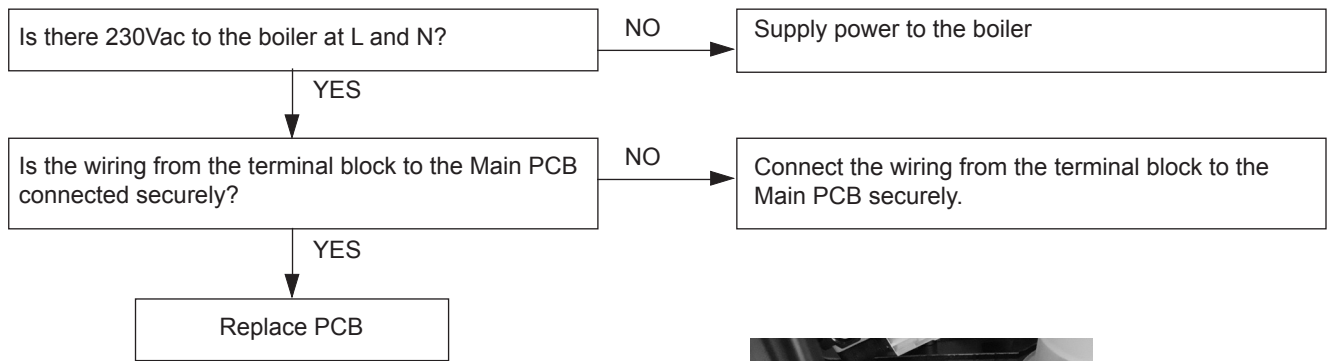 Is there 230Vac to the boiler at L and N?
NO
Supply power to the boiler
YES
Is the wiring from the terminal block to the Main PCB
connected securely?
NO
Connect the wiring from the terminal block to the
Main PCB securely.
YES
Replace PCB